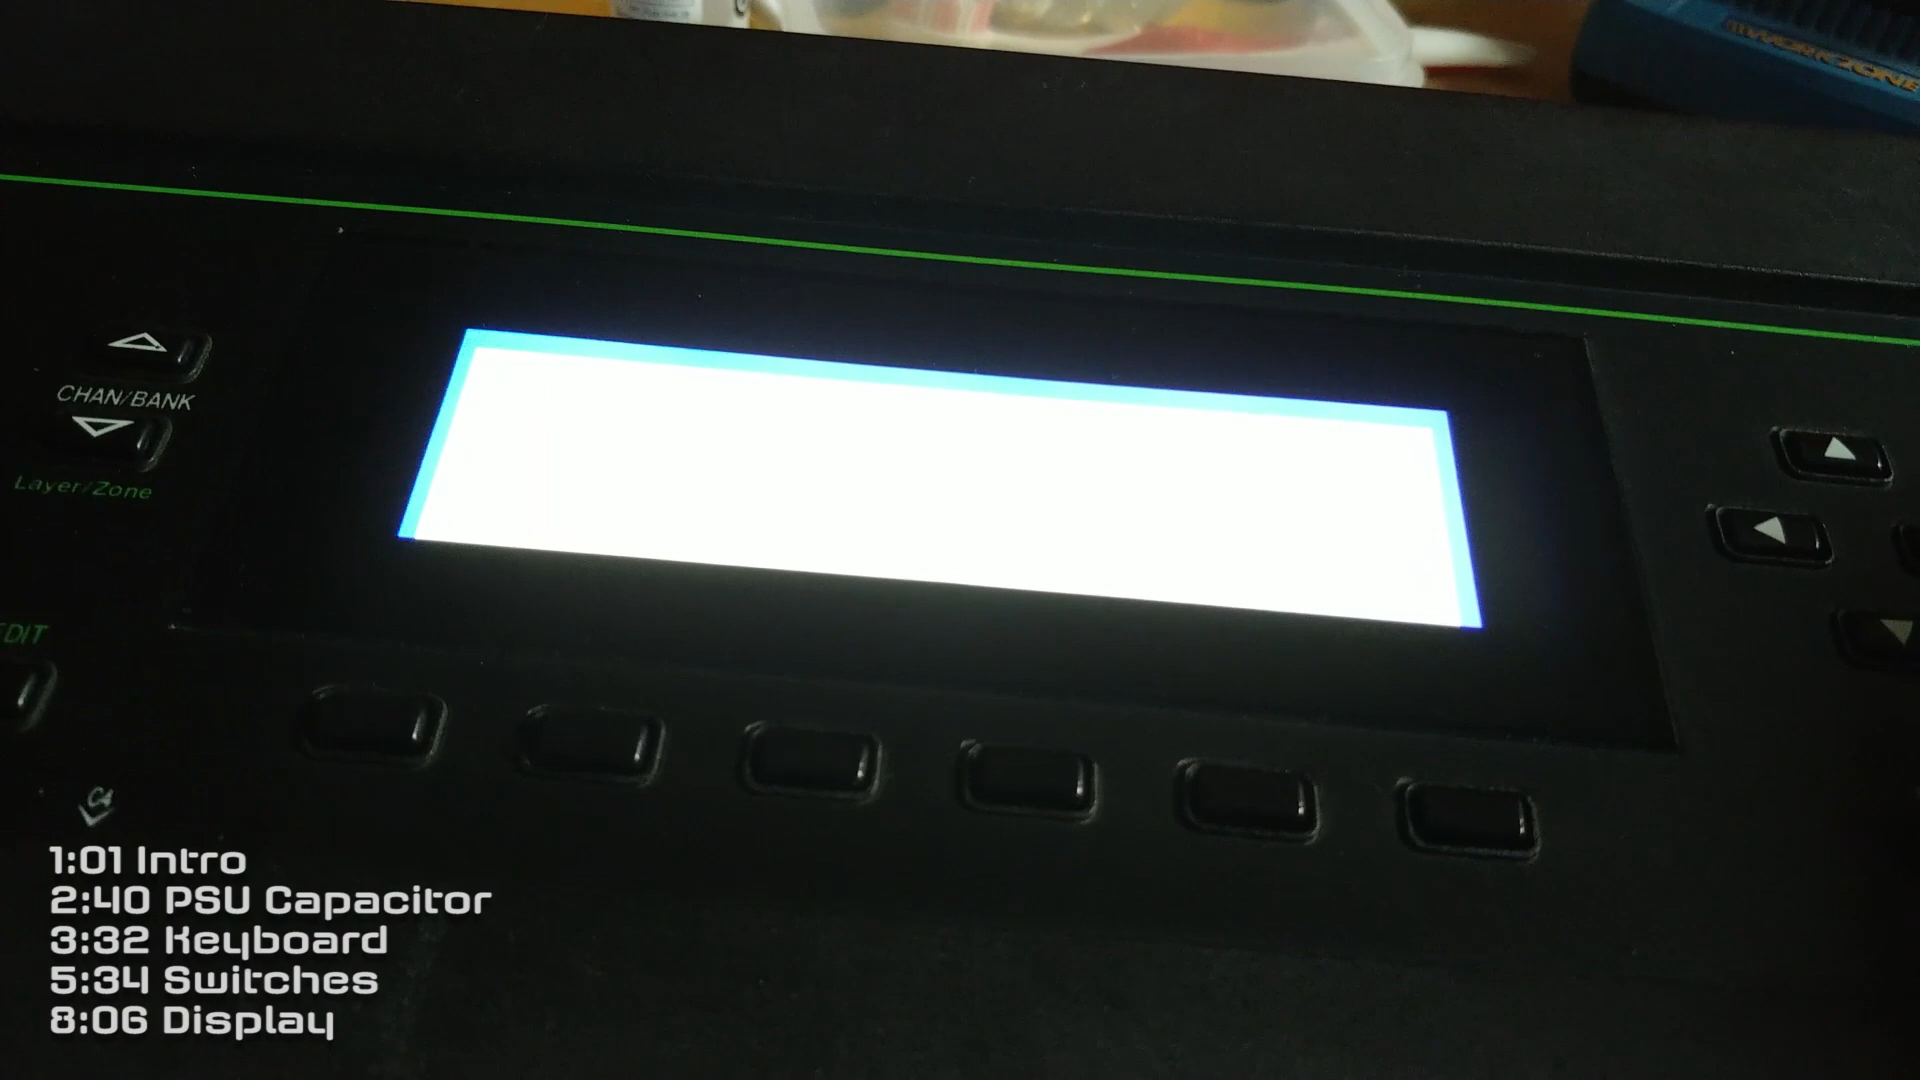 WORKZONE
CHAN/BANK
Layer/Zone
EDIT
C4
1:01 Intro
2:40 PSU Capacitor
3:32 Keyboard
5:34 Switches
8:06 Display